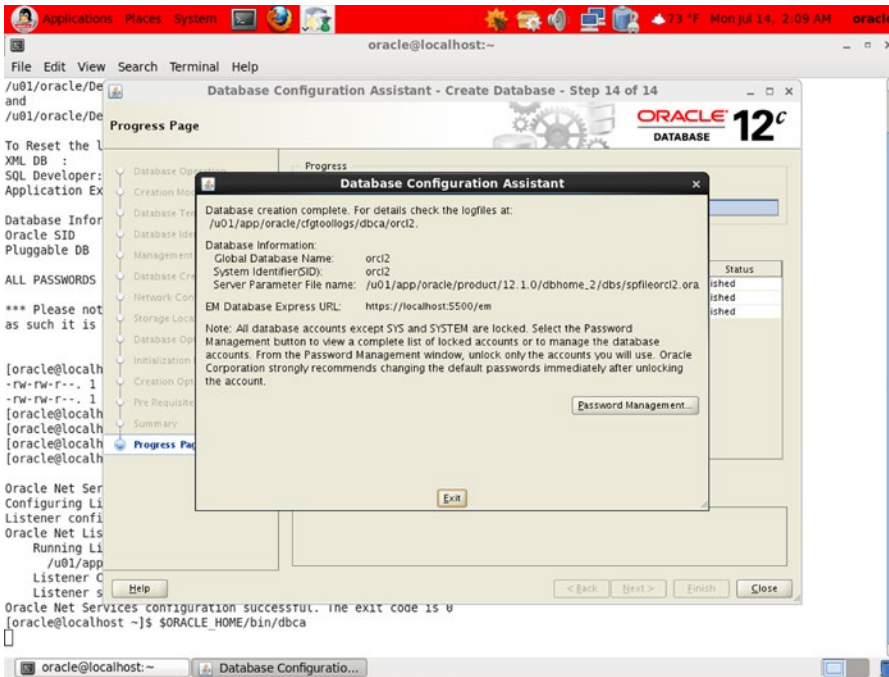 Applications Places System 73 °F Mon Jul 14, 2:09 AM oracle
oracle@localhost:~
File Edit View Search Terminal Help
/u01/oracle/De
and
/u01/oracle/De
To Reset the l
XML DB :
SQL Developer:
Application Ex
Database Infor
Oracle SID
Pluggable DB
ALL PASSWORDS
*** Please not
as such it is
[oracle@localh
-rw-rw-r--. 1
-rw-rw-r--. 1
[oracle@localh
[oracle@localh
[oracle@localh
[oracle@localh
Oracle Net Ser
Configuring Li
Listener confi
Oracle Net Lis
Running Li
/u01/app
Listener C
Listener s
Oracle Net Services configuration successful. The exit code is 0
[oracle@localhost ~]$ $ORACLE_HOME/bin/dbca
Database Configuration Assistant - Create Database - Step 14 of 14
Progress Page
ORACLE
DATABASE
12c
Database Operation
Creation Mod
Database Tem
Database Iden
Management
Database Cre
Network Con
Storage Loca
Database Opt
Initialization
Creation Opt
Pre Requisite
Summary
Progress Pag
Progress
Status
ished
ished
ished
Database Configuration Assistant
Database creation complete. For details check the logfiles at:
/u01/app/oracle/cfgtoollogs/dbca/orcl2.
Database Information:
Global Database Name: orcl2
System Identifier(SID): orcl2
Server Parameter File name: /u01/app/oracle/product/12.1.0/dbhome_2/dbs/spfileorcl2.ora
EM Database Express URL: https://localhost:5500/em
Note: All database accounts except SYS and SYSTEM are locked. Select the Password
Management button to view a complete list of locked accounts or to manage the database
accounts. From the Password Management window, unlock only the accounts you will use. Oracle
Corporation strongly recommends changing the default passwords immediately after unlocking
the account.
Password Management...
Exit
Help
< Back Next > Finish Close
oracle@localhost:~ Database Configuratio...